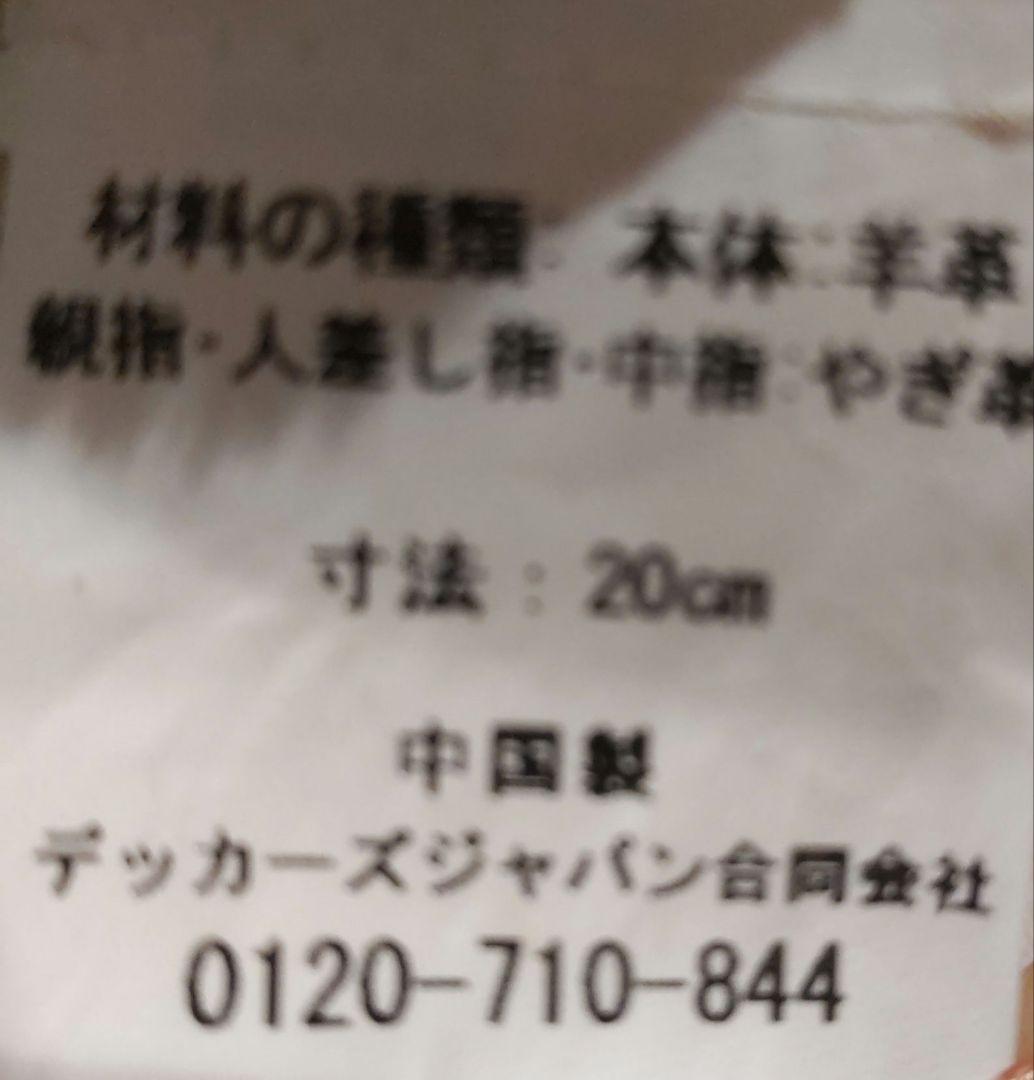 材料の種類: 本体:羊革
親指・人差し指・中指:やぎ革
寸法:20cm
中国製
デッカーズジャパン合同会社
0120-710-844